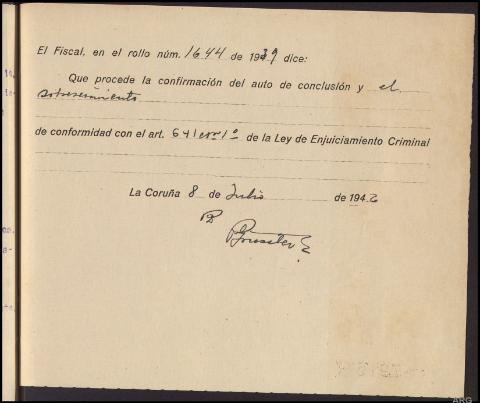 El Fiscal, en el rollo núm. 1644 de 1939 dice:
Que procede la confirmación del auto de conclusión y el
sobreseimiento
de conformidad con el art. 641 nº 1º de la Ley de Enjuiciamiento Criminal
La Coruña 8 de Julio de 1942
ARG